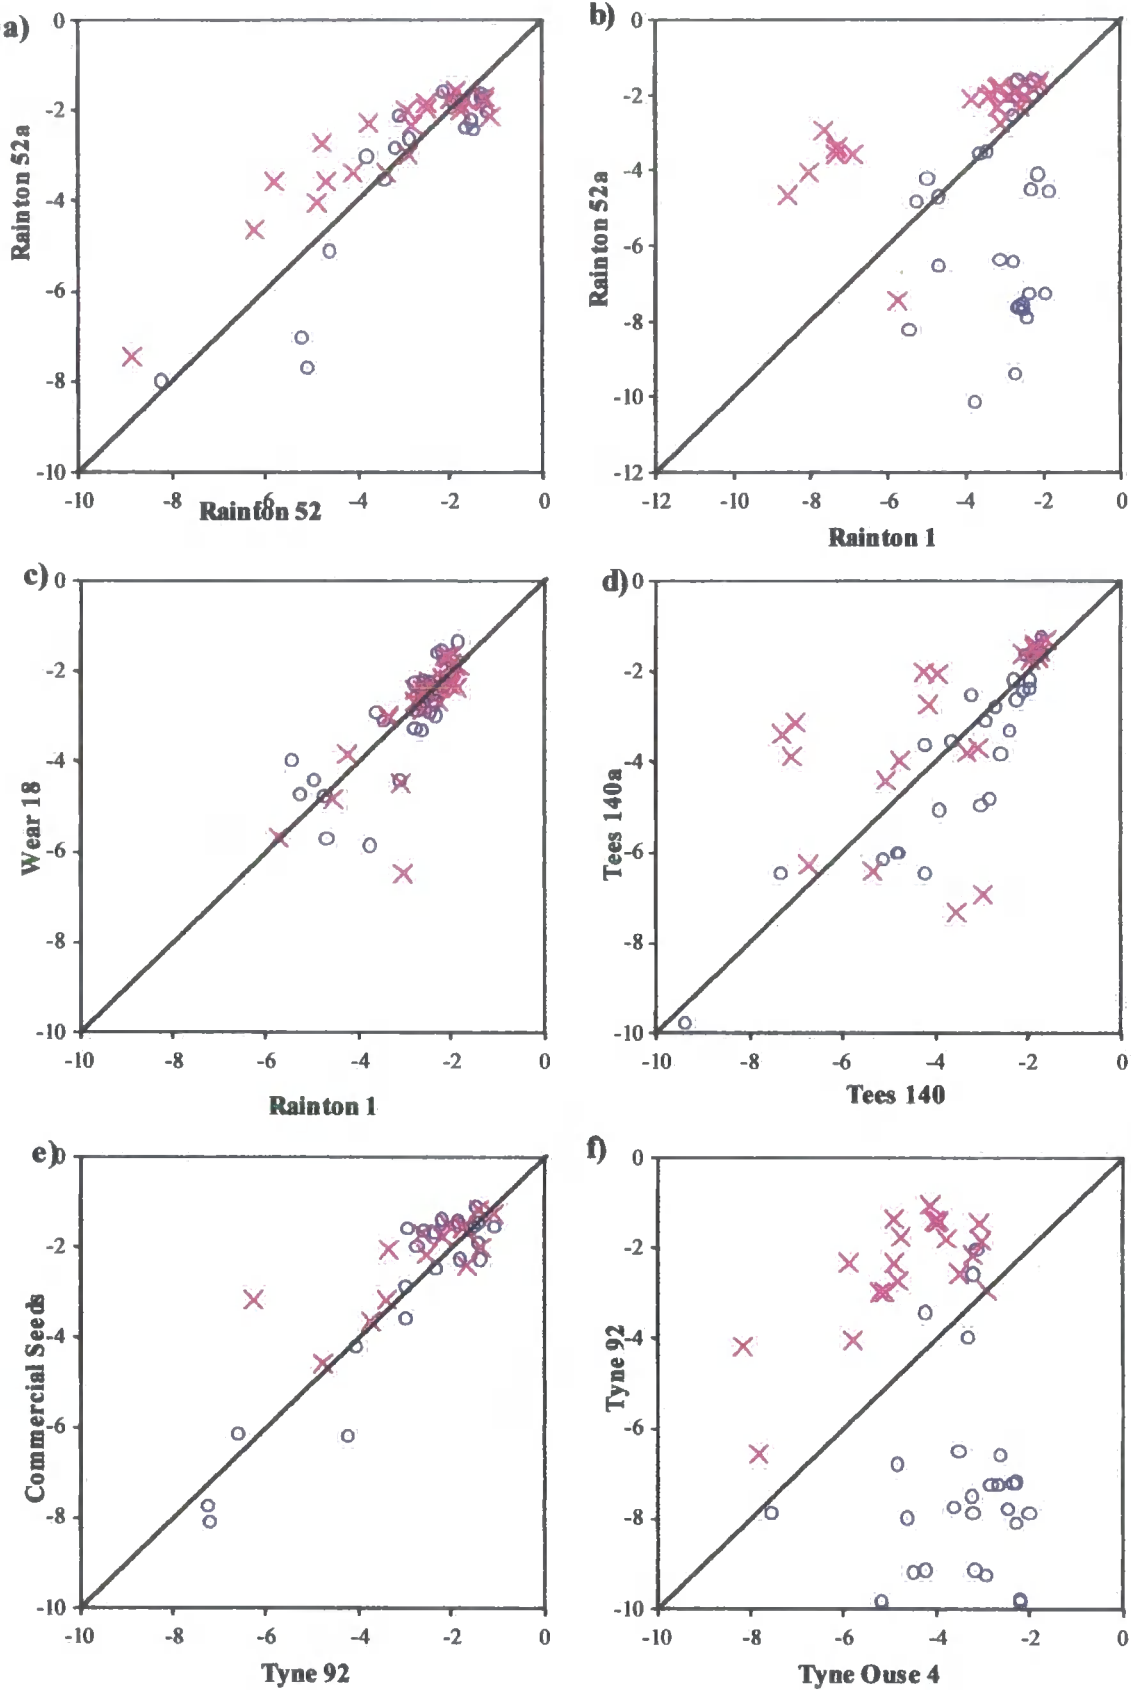 a)
0
-2
-4
-6
-8
-10
Rainton 52a
-10 -8 -6 -4 -2 0
Rainton 52
b)
0
-2
-4
-6
-8
-10
-12
Rainton 52a
-12 -10 -8 -6 -4 -2 0
Rainton 1
c)
0
-2
-4
-6
-8
-10
Wear 18
-10 -8 -6 -4 -2 0
Rainton 1
d)
0
-2
-4
-6
-8
-10
Tees 140a
-10 -8 -6 -4 -2 0
Tees 140
e)
0
-2
-4
-6
-8
-10
Commercial Seeds
-10 -8 -6 -4 -2 0
Tyne 92
f)
0
-2
-4
-6
-8
-10
Tyne 92
-10 -8 -6 -4 -2 0
Tyne Ouse 4